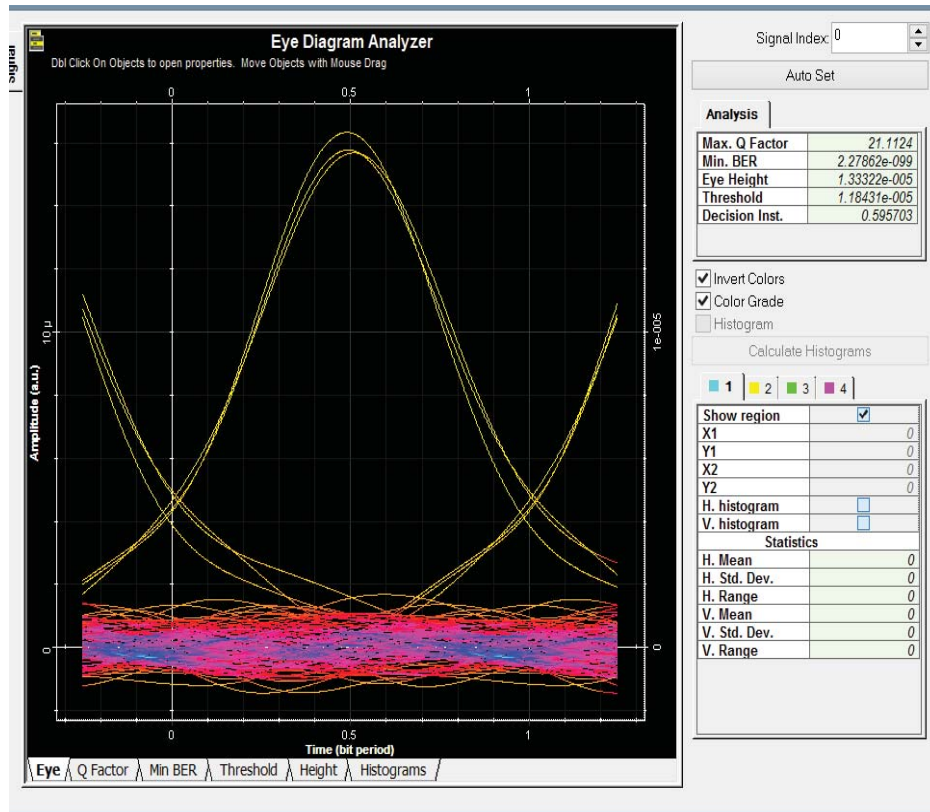 Signal
Eye Diagram Analyzer
Dbl Click On Objects to open properties. Move Objects with Mouse Drag
0 0.5 1
10 µ
0
Amplitude (a.u.)
1e-005
0
0 0.5 1
Time (bit period)
Eye Q Factor Min BER Threshold Height Histograms
Signal Index: 0
Auto Set
Analysis
Max. Q Factor 21.1124
Min. BER 2.27862e-099
Eye Height 1.33322e-005
Threshold 1.18431e-005
Decision Inst. 0.595703
Invert Colors
Color Grade
Histogram
Calculate Histograms
1 2 3 4
Show region
X1 0
Y1 0
X2 0
Y2 0
H. histogram
V. histogram
Statistics
H. Mean 0
H. Std. Dev. 0
H. Range 0
V. Mean 0
V. Std. Dev. 0
V. Range 0